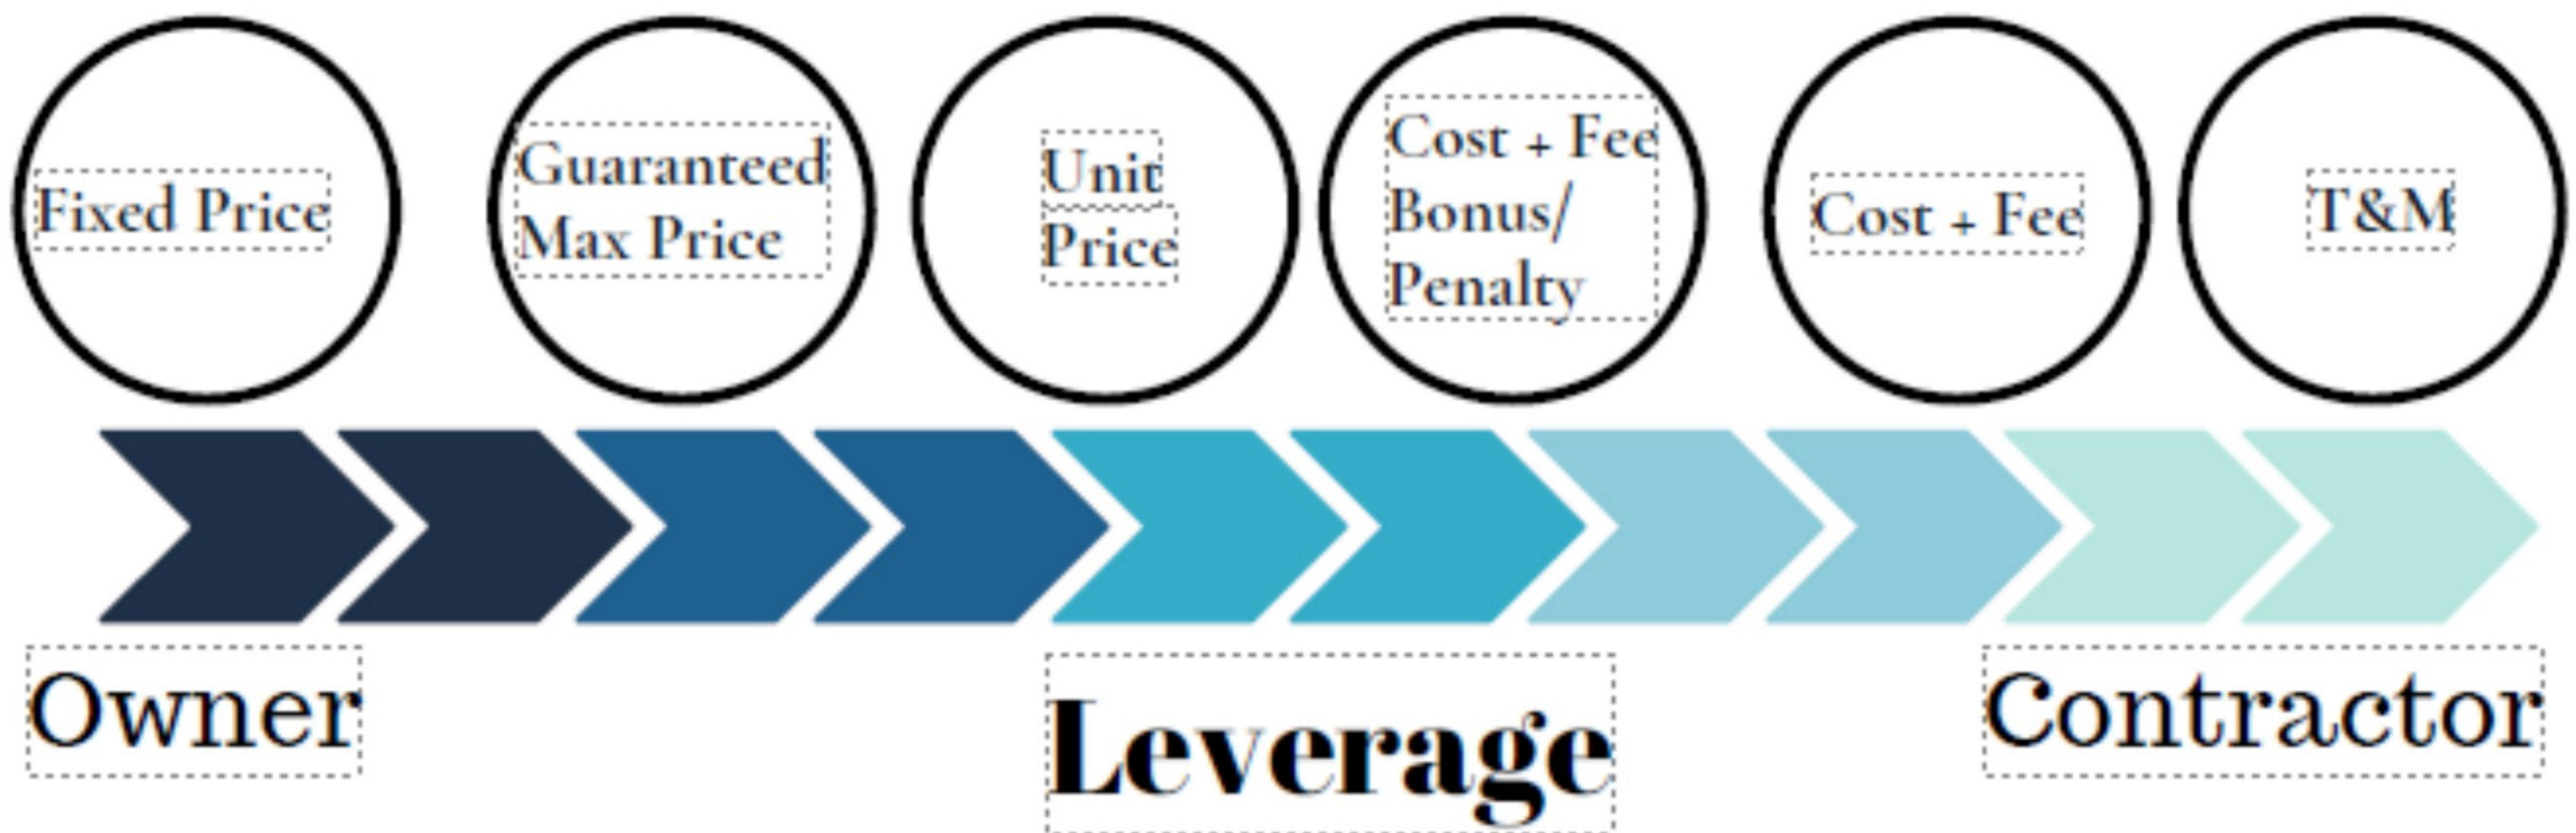 Fixed Price
Guaranteed
Max Price
Unit
Price
Cost + Fee
Bonus/
Penalty
Cost + Fee
T&M
Owner
Leverage
Contractor